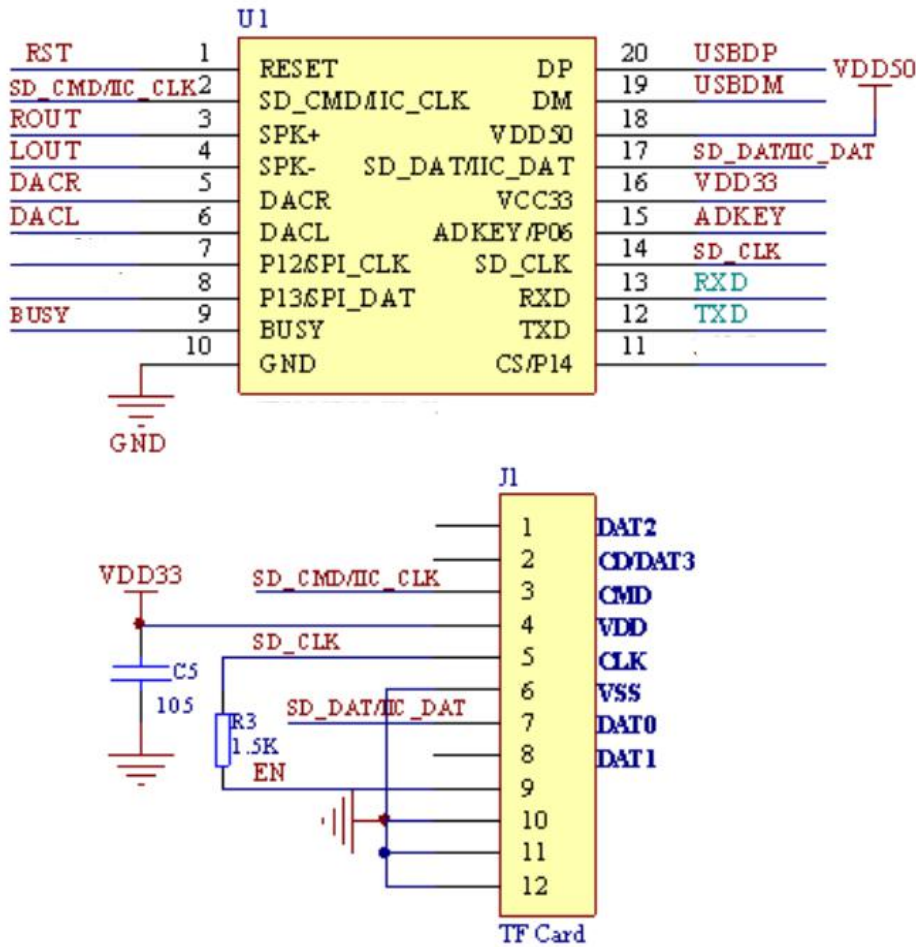 U1
RST 1 RESET DP 20 USBDP
VDD50
SD_CMD/IIC_CLK 2 SD_CMD/IIC_CLK DM 19 USBDM
ROUT 3 SPK+ VDD50 18
LOUT 4 SPK- SD_DAT/IIC_DAT 17 SD_DAT/IIC_DAT
DACR 5 DACR VCC33 16 VDD33
DACL 6 DACL ADKEY/P06 15 ADKEY
7 P12/SPI_CLK SD_CLK 14 SD_CLK
8 P13/SPI_DAT RXD 13 RXD
BUSY 9 BUSY TXD 12 TXD
10 GND CS/P14 11
GND
J1
1 DAT2
2 CD/DAT3
VDD33
SD_CMD/IIC_CLK 3 CMD
4 VDD
SD_CLK 5 CLK
C5
105
6 VSS
SD_DAT/IIC_DAT 7 DAT0
R3
1.5K
8 DAT1
EN 9
10
11
12
TF Card